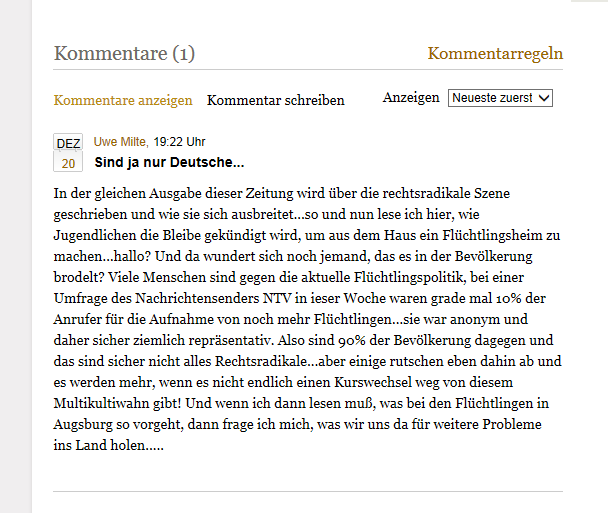 Kommentare (1)
Kommentarregeln
Kommentare anzeigen
Kommentar schreiben
Anzeigen
Neueste zuerst
DEZ
20
Uwe Milte, 19:22 Uhr
Sind ja nur Deutsche...
In der gleichen Ausgabe dieser Zeitung wird über die rechtsradikale Szene
geschrieben und wie sie sich ausbreitet...so und nun lese ich hier, wie
Jugendlichen die Bleibe gekündigt wird, um aus dem Haus ein Flüchtlingsheim zu
machen...hallo? Und da wundert sich noch jemand, das es in der Bevölkerung
brodelt? Viele Menschen sind gegen die aktuelle Flüchtlingspolitik, bei einer
Umfrage des Nachrichtensenders NTV in ieser Woche waren grade mal 10% der
Anrufer für die Aufnahme von noch mehr Flüchtlingen...sie war anonym und
daher sicher ziemlich repräsentativ. Also sind 90% der Bevölkerung dagegen und
das sind sicher nicht alles Rechtsradikale...aber einige rutschen eben dahin ab und
es werden mehr, wenn es nicht endlich einen Kurswechsel weg von diesem
Multikultiwahn gibt! Und wenn ich dann lesen muß, was bei den Flüchtlingen in
Augsburg so vorgeht, dann frage ich mich, was wir uns da für weitere Probleme
ins Land holen.....